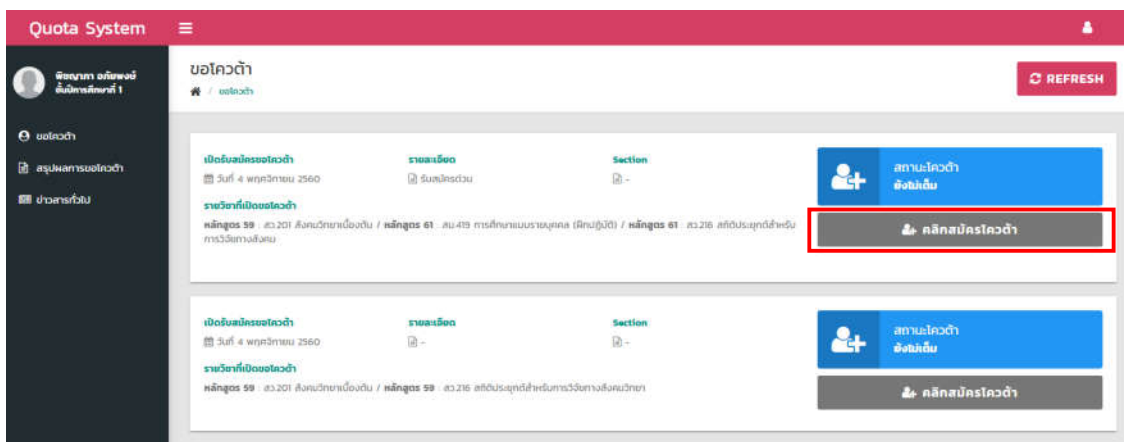 Quota System
พิชญาภา อภัยพงษ์
ชั้นปีการศึกษาที่ 1
ขอโควต้า
สรุปผลการขอโควต้า
ข่าวสารทั่วไป
ขอโควต้า
/ ขอโควต้า
REFRESH
เปิดรับสมัครขอโควต้า รายละเอียด Section
วันที่ 4 พฤศจิกายน 2560 รับสมัครด่วน -
รายวิชาที่เปิดขอโควต้า
หลักสูตร 59 : สว.201 สังคมวิทยาเบื้องต้น / หลักสูตร 61 : สม.419 การศึกษาแบบรายบุคคล (ฝึกปฏิบัติ) / หลักสูตร 61 : สว.216 สถิติประยุกต์สำหรับ
การวิจัยทางสังคม
สถานะโควต้า
ยังไม่เต็ม
คลิกสมัครโควต้า
เปิดรับสมัครขอโควต้า รายละเอียด Section
วันที่ 4 พฤศจิกายน 2560 - -
รายวิชาที่เปิดขอโควต้า
หลักสูตร 59 : สว.201 สังคมวิทยาเบื้องต้น / หลักสูตร 59 : สว.216 สถิติประยุกต์สำหรับการวิจัยทางสังคมวิทยา
สถานะโควต้า
ยังไม่เต็ม
คลิกสมัครโควต้า